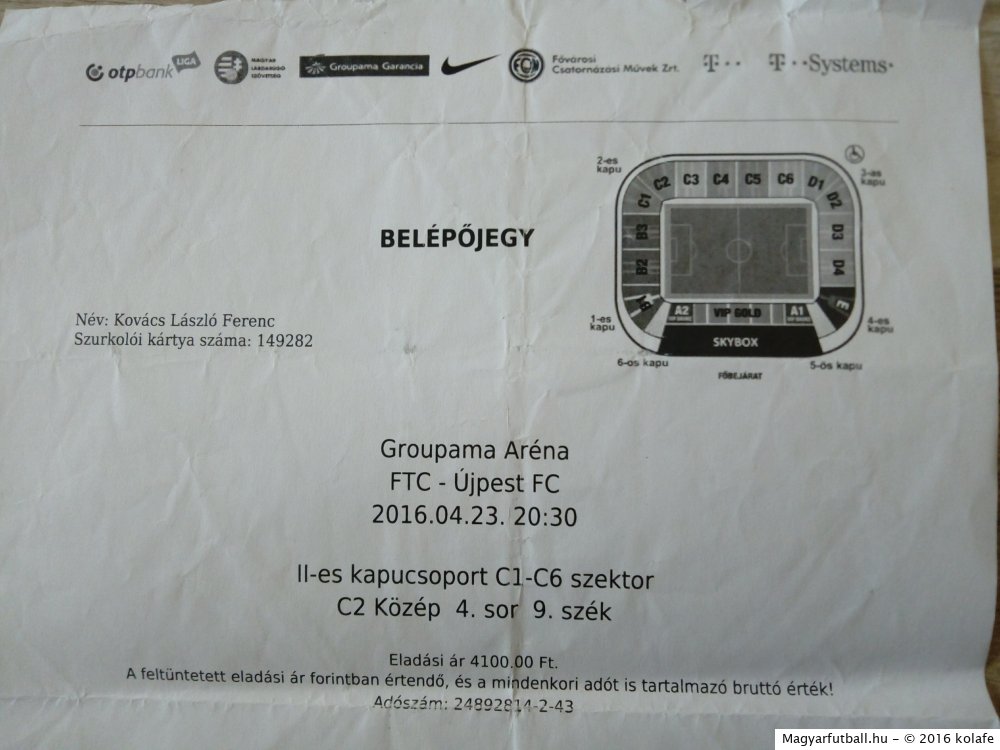 otpbank LIGA
MAGYAR
LABDARÚGÓ
SZÖVETSÉG
Groupama Garancia
FCSM
Fővárosi
Csatornázási Művek Zrt.
T · ·
T · · Systems ·
2-es
kapu
3-as
kapu
C1 C2 C3 C4 C5 C6 D1 D2
B3
D3
B2
D4
E
A2
VIP GOLD
A1
1-es
kapu
4-es
kapu
SKYBOX
6-os kapu
5-ös kapu
FŐBEJÁRAT
BELÉPŐJEGY
Név: Kovács László Ferenc
Szurkolói kártya száma: 149282
Groupama Aréna
FTC - Újpest FC
2016.04.23. 20:30
II-es kapucsoport C1-C6 szektor
C2 Közép 4. sor 9. szék
Eladási ár 4100.00 Ft.
A feltüntetett eladási ár forintban értendő, és a mindenkori adót is tartalmazó bruttó érték!
Adószám: 24892814-2-43
Magyarfutball.hu - © 2016 kolafe